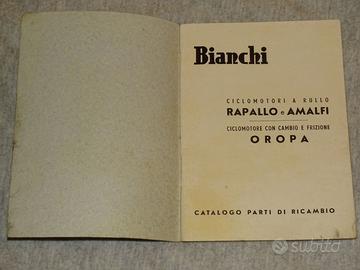 Bianchi
CICLOMOTORI A RULLO
RAPALLO e AMALFI
CICLOMOTORE CON CAMBIO E FRIZIONE
OROPA
CATALOGO PARTI DI RICAMBIO
subito